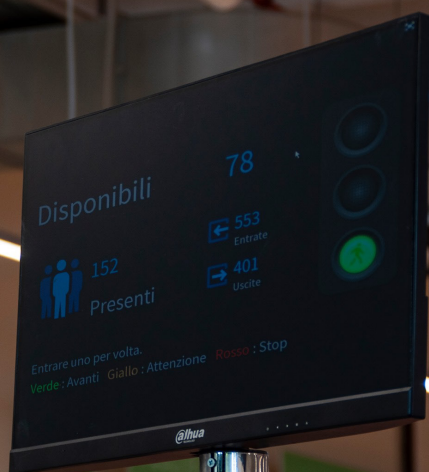 Disponibili
78
152
Presenti
553
Entrate
401
Uscite
Entrare uno per volta.
Verde : Avanti Giallo : Attenzione Rosso : Stop
alhua